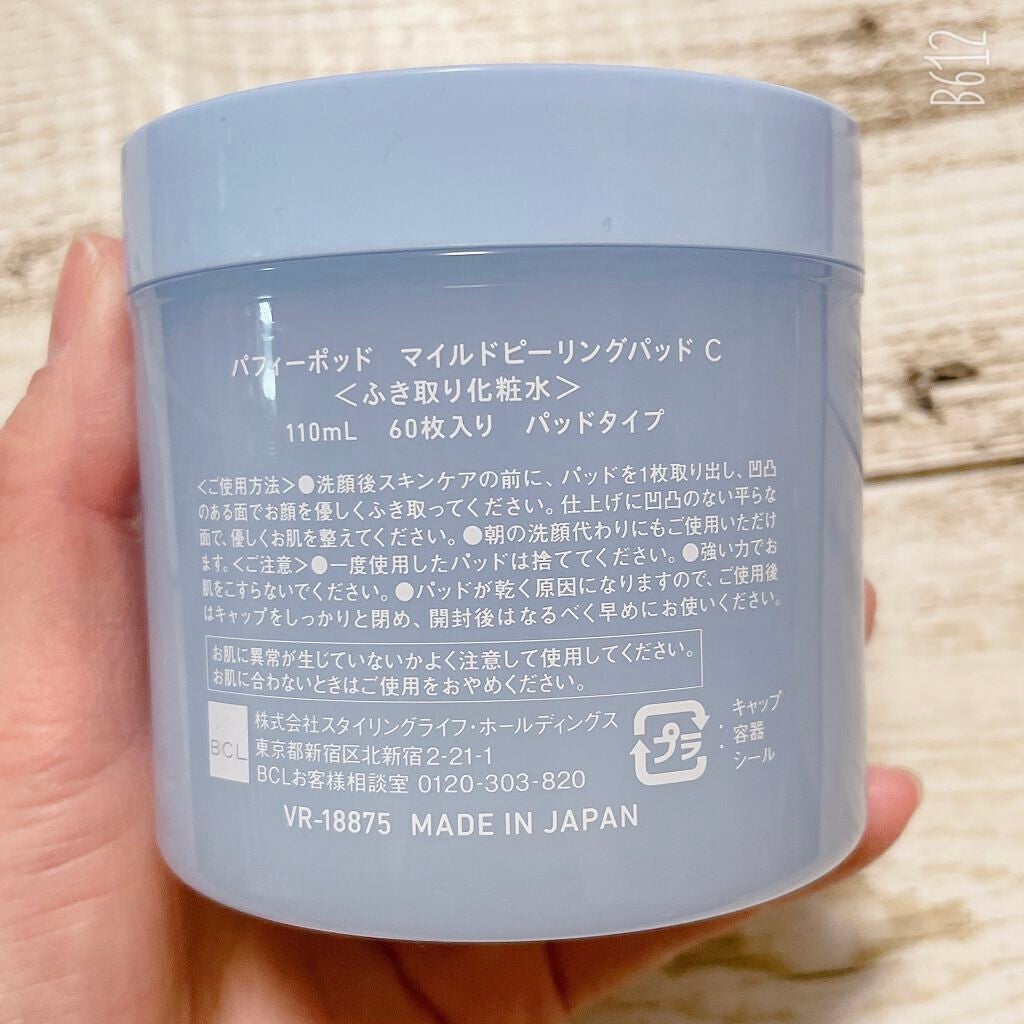 B612
パフィーポッド マイルドピーリングパッド C
＜ふき取り化粧水＞
110mL 60枚入り パッドタイプ
＜ご使用方法＞●洗顔後スキンケアの前に、パッドを1枚取り出し、凹凸
のある面でお顔を優しくふき取ってください。仕上げに凹凸のない平らな
面で、優しくお肌を整えてください。●朝の洗顔代わりにもご使用いただけ
ます。＜ご注意＞●一度使用したパッドは捨ててください。●強い力でお
肌をこすらないでください。●パッドが乾く原因になりますので、ご使用後
はキャップをしっかりと閉め、開封後はなるべく早めにお使いください。
お肌に異常が生じていないかよく注意して使用してください。
お肌に合わないときはご使用をおやめください。
BCL
株式会社スタイリングライフ・ホールディングス
東京都新宿区北新宿2-21-1
BCLお客様相談室 0120-303-820
プラ
・キャップ
・容器
・シール
VR-18875 MADE IN JAPAN